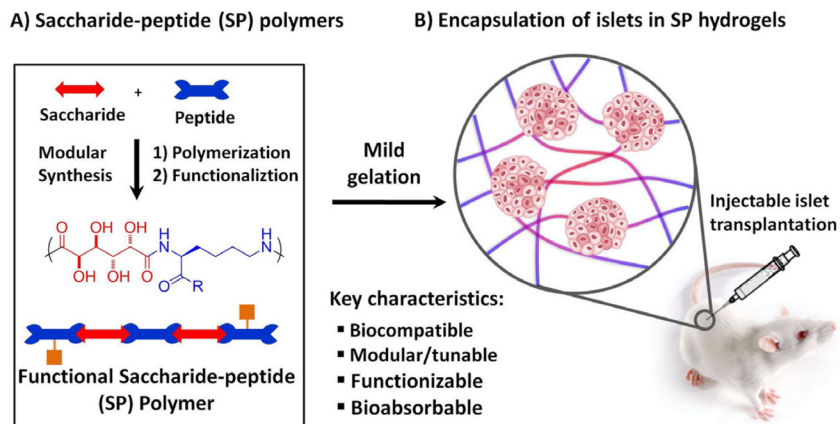 A) Saccharide-peptide (SP) polymers
Saccharide
+
Peptide
Modular
Synthesis
1) Polymerization
2) Functionaliztion
O
OH
OH
OH
OH
O
H
N
O
R
H
N
Functional Saccharide-peptide
(SP) Polymer
B) Encapsulation of islets in SP hydrogels
Mild
gelation
Injectable islet
transplantation
Key characteristics:
▪ Biocompatible
▪ Modular/tunable
▪ Functionizable
▪ Bioabsorbable